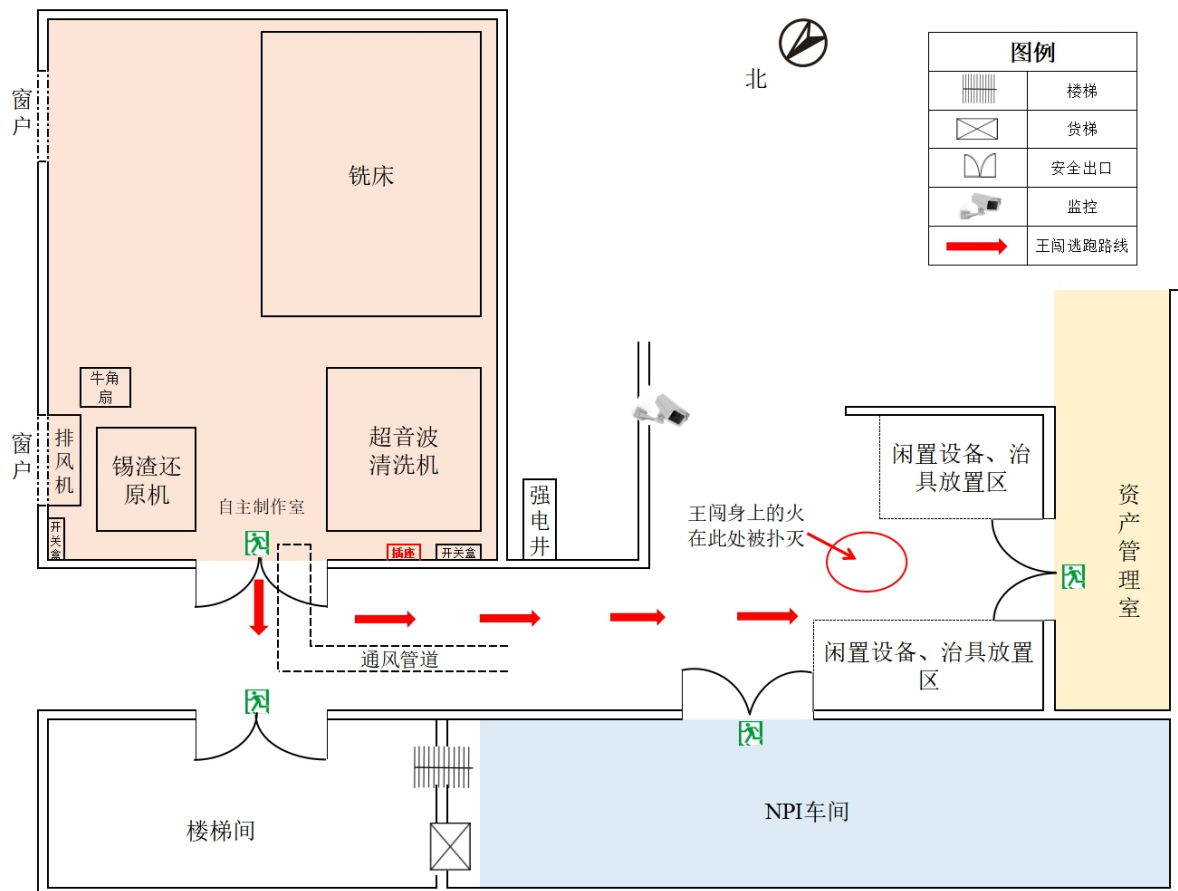 北
图例
楼梯
货梯
安全出口
监控
王闯逃跑路线
窗
户
铣床
牛角
扇
窗
户
排
风
机
锡渣还
原机
超音波
清洗机
自主制作室
开
关
盒
插座
开关盒
强
电
井
王闯身上的火
在此处被扑灭
闲置设备、治
具放置区
资
产
管
理
室
通风管道
闲置设备、治具放置
区
楼梯间
NPI车间